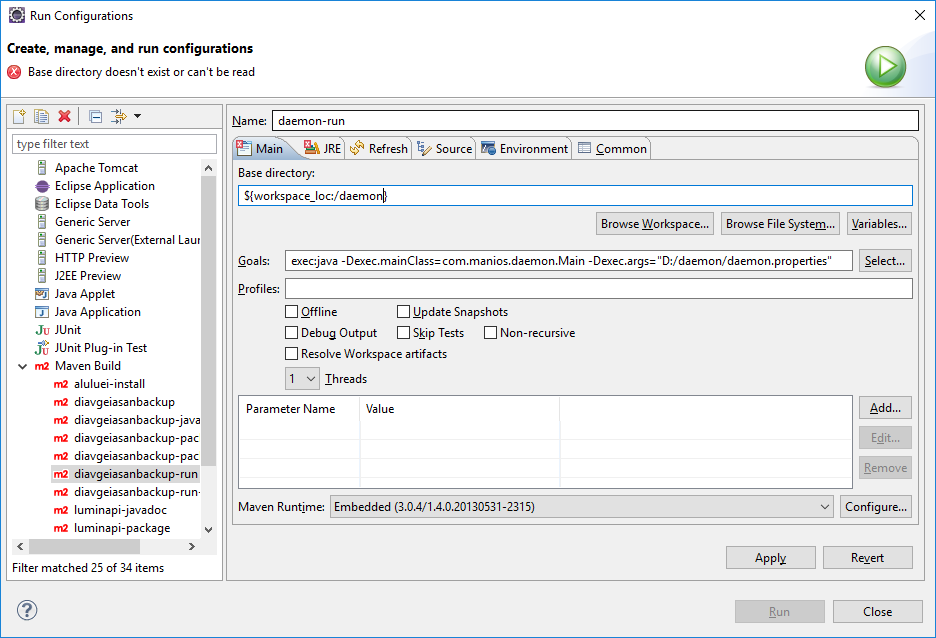 Run Configurations
Create, manage, and run configurations
Base directory doesn't exist or can't be read
type filter text
Apache Tomcat
Eclipse Application
Eclipse Data Tools
Generic Server
Generic Server(External Laur
HTTP Preview
J2EE Preview
Java Applet
Java Application
JUnit
JUnit Plug-in Test
Maven Build
aluluei-install
diavgeiasanbackup
diavgeiasanbackup-java
diavgeiasanbackup-pac
diavgeiasanbackup-pac
diavgeiasanbackup-run
diavgeiasanbackup-run-
luminapi-javadoc
luminapi-package
Filter matched 25 of 34 items
Name: daemon-run
Main JRE Refresh Source Environment Common
Base directory:
${workspace_loc:/daemon}
Browse Workspace... Browse File System... Variables...
Goals: exec:java -Dexec.mainClass=com.manios.daemon.Main -Dexec.args="D:/daemon/daemon.properties" Select...
Profiles:
Offline Update Snapshots
Debug Output Skip Tests Non-recursive
Resolve Workspace artifacts
1 Threads
Parameter Name Value
Add...
Edit...
Remove
Maven Runtime: Embedded (3.0.4/1.4.0.20130531-2315) Configure...
Apply Revert
Run Close